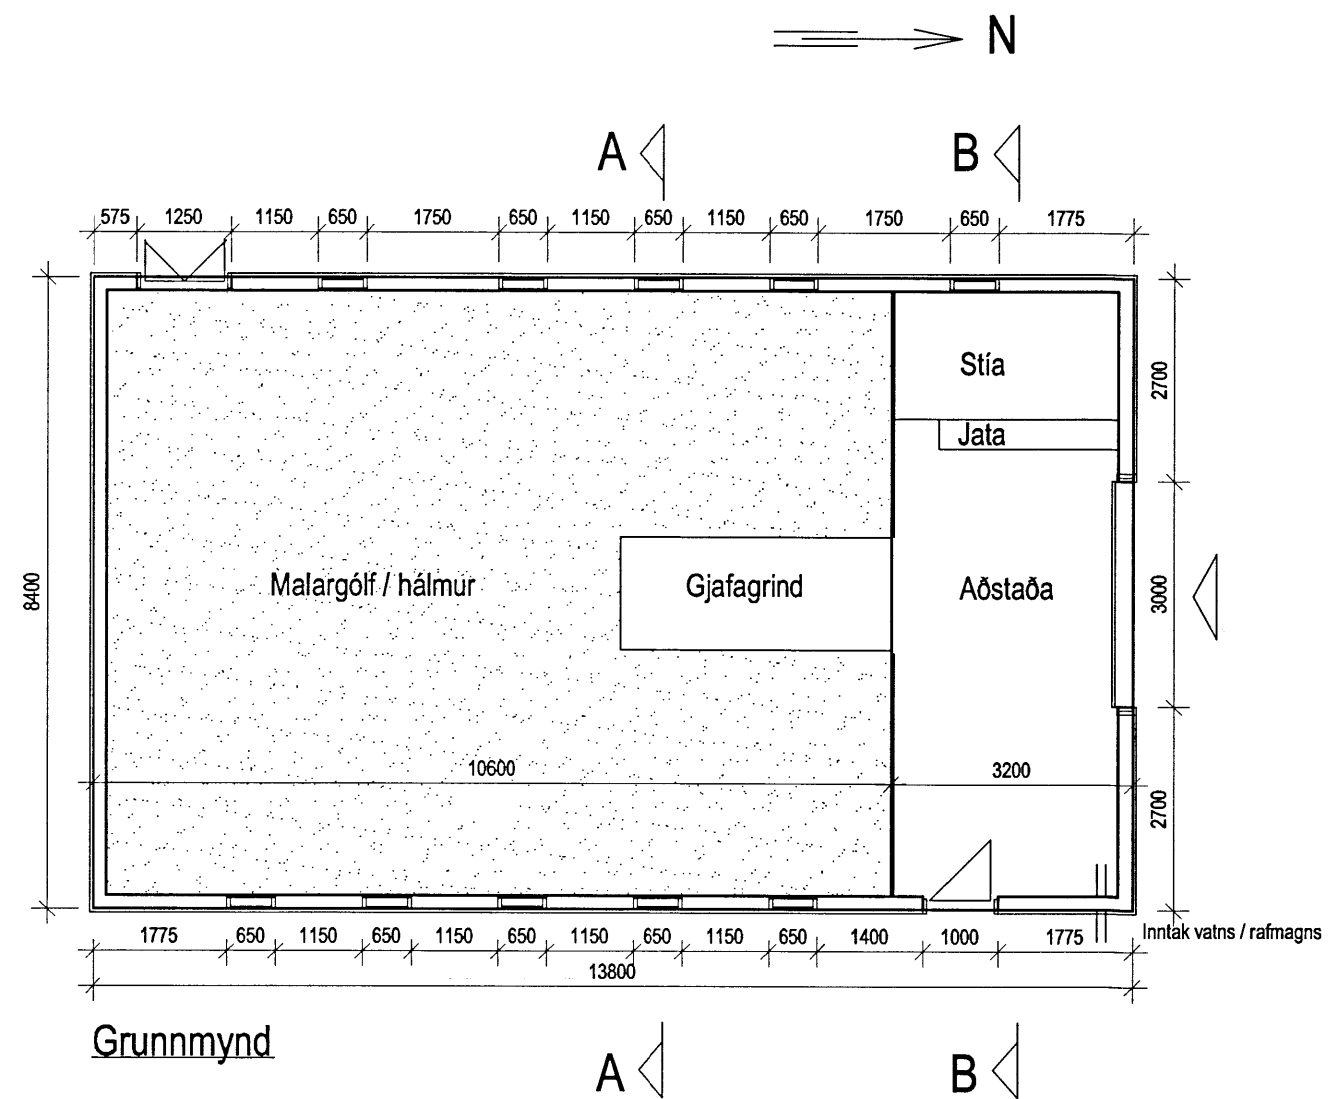 N
A B
575 1250 1150 650 1750 650 1150 650 1150 650 1750 650 1775
Stía
2700
Jata
8400
Malargólf / hálmur
Gjafagrind
Aðstaða
3000
10600
3200
2700
1775 650 1150 650 1150 650 1150 650 1150 650 1400 1000 1775
Inntak vatns / rafmagns
13800
Grunnmynd
A B